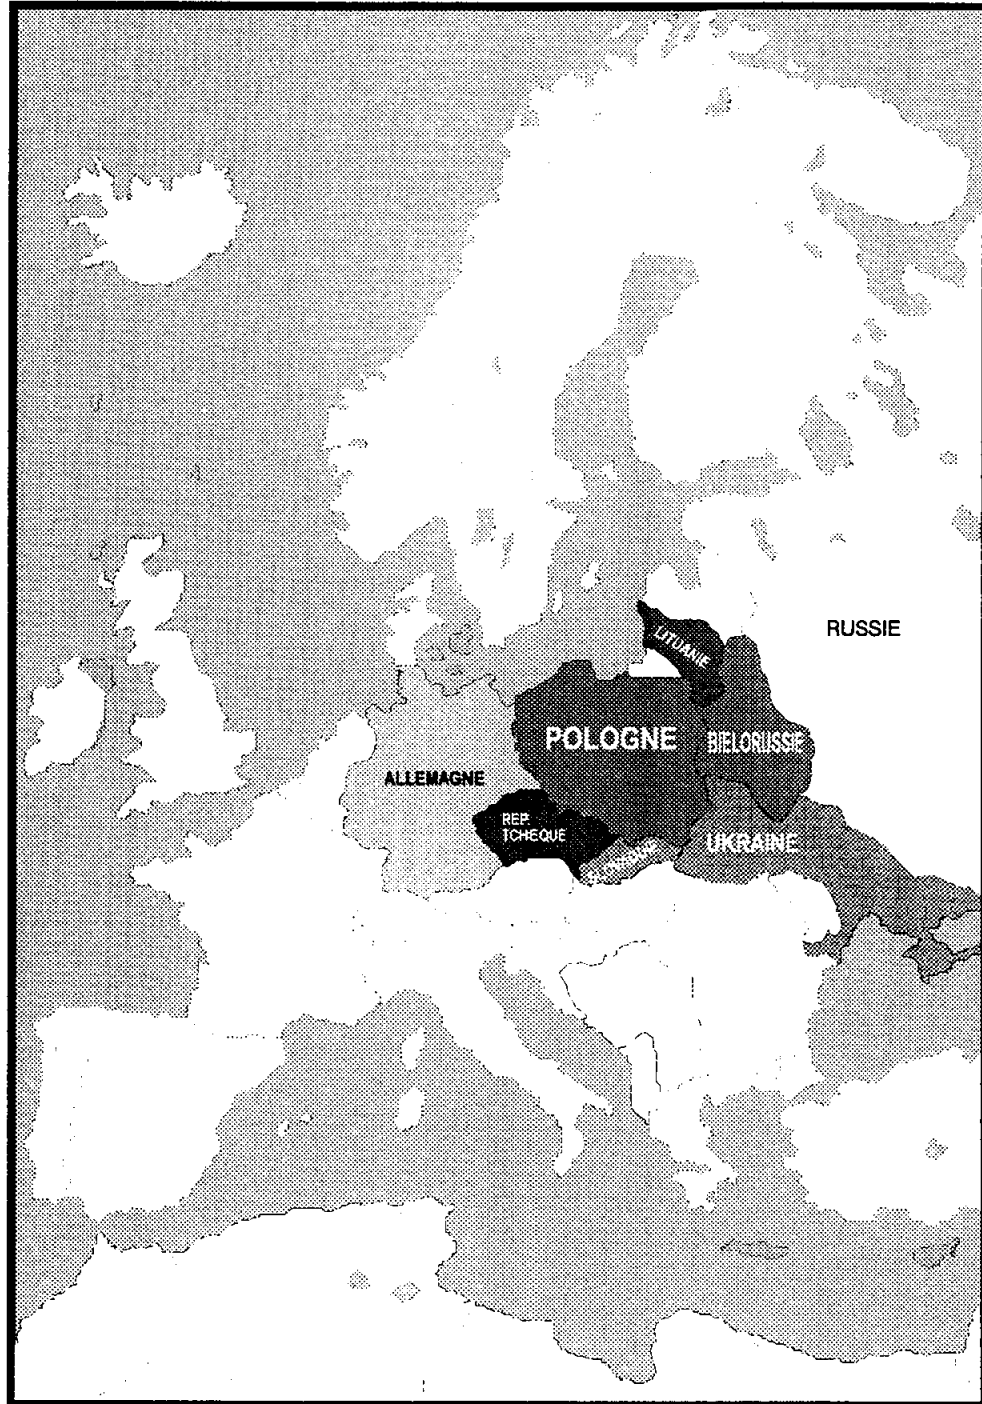 RUSSIE
LITUANIE
POLOGNE
BIELORUSSIE
ALLEMAGNE
REP.
TCHEQUE
UKRAINE